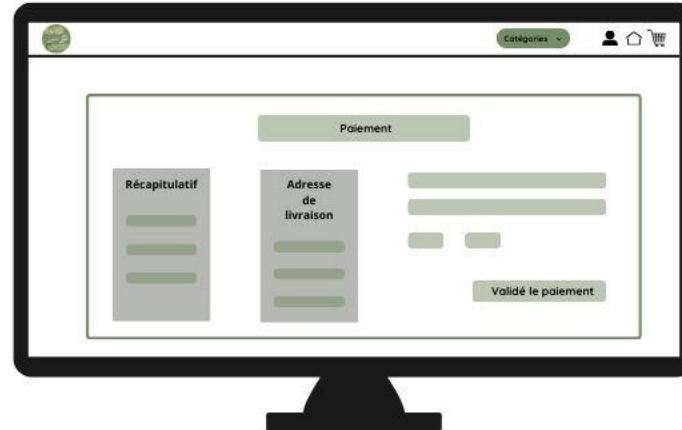 Catégories
Paiement
Récapitulatif
Adresse
de
livraison
Validé le paiement